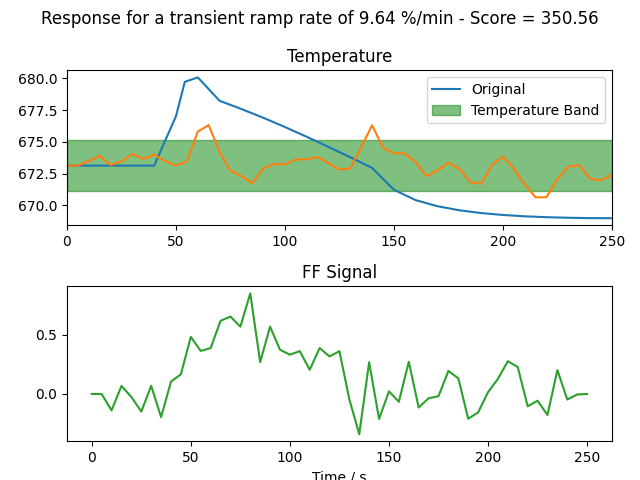 Response for a transient ramp rate of 9.64 %/min - Score = 350.56
Temperature
680.0
677.5
675.0
672.5
670.0
Original
Temperature Band
0 50 100 150 200 250
FF Signal
0.5
0.0
0 50 100 150 200 250
Time / s